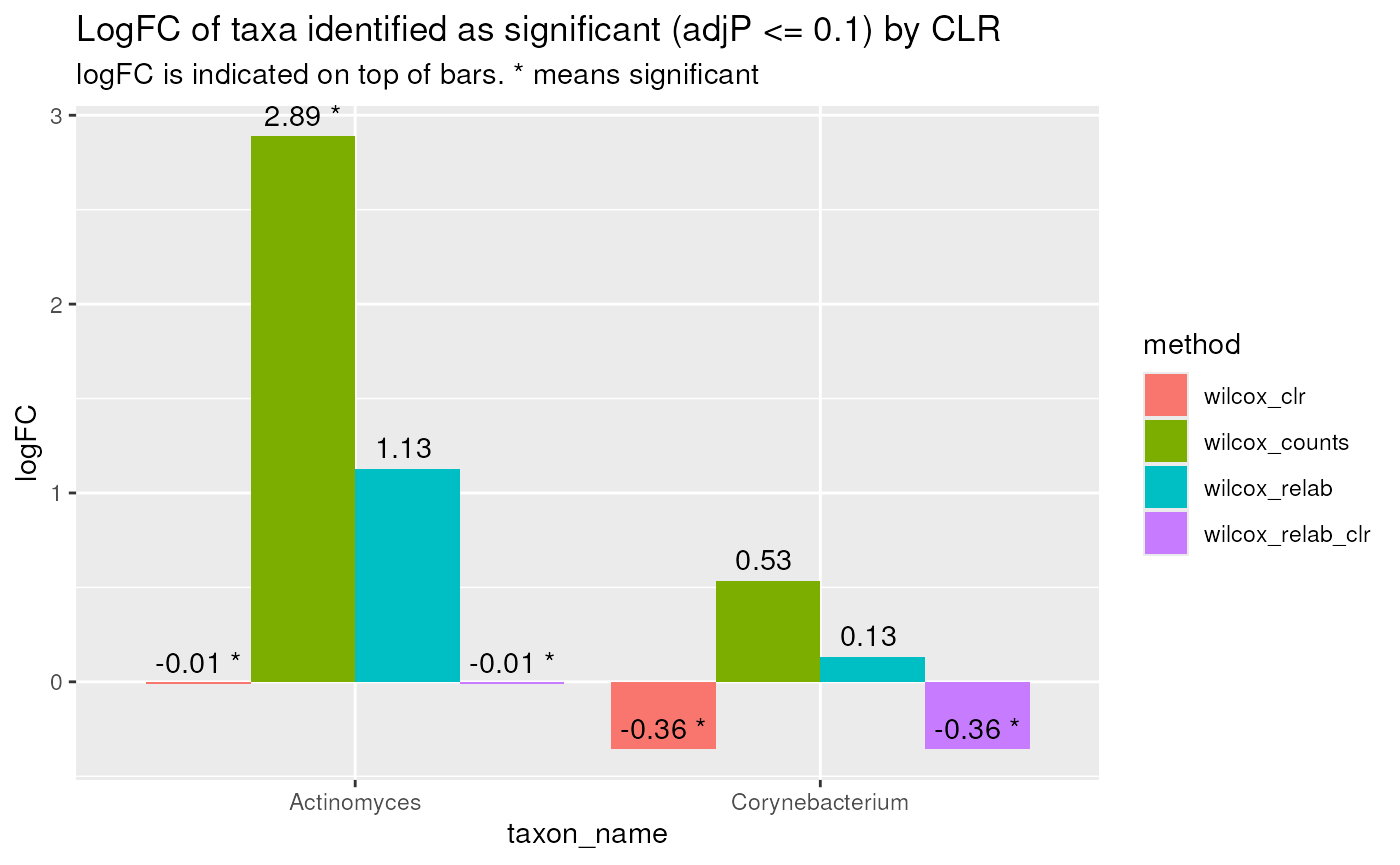 LogFC of taxa identified as significant (adjP <= 0.1) by CLR
logFC is indicated on top of bars. * means significant
3
2
1
0
logFC
2.89 *
1.13
-0.01 *
-0.01 *
0.53
0.13
-0.36 *
-0.36 *
Actinomyces
Corynebacterium
taxon_name
method
wilcox_clr
wilcox_counts
wilcox_relab
wilcox_relab_clr